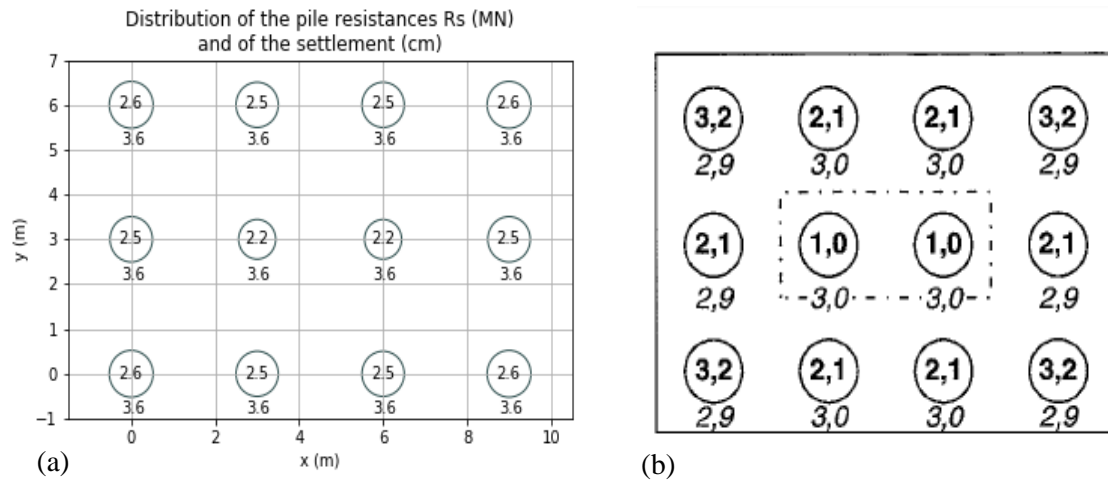 Distribution of the pile resistances Rs (MN)
and of the settlement (cm)
7
6
5
4
3
2
1
0
−1
y (m)
2.6 2.5 2.5 2.6
3.6 3.6 3.6 3.6
2.5 2.2 2.2 2.5
3.6 3.6 3.6 3.6
2.6 2.5 2.5 2.6
3.6 3.6 3.6 3.6
0 2 4 6 8 10
x (m)
(a)
3,2 2,1 2,1 3,2
2,9 3,0 3,0 2,9
2,1 1,0 1,0 2,1
2,9 3,0 3,0 2,9
3,2 2,1 2,1 3,2
2,9 3,0 3,0 2,9
(b)